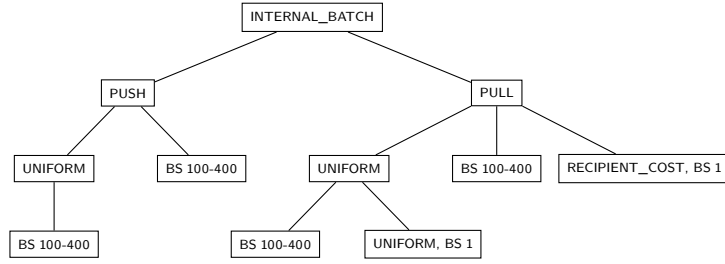 INTERNAL_BATCH
PUSH
PULL
UNIFORM
BS 100-400
UNIFORM
BS 100-400
RECIPIENT_COST, BS 1
BS 100-400
BS 100-400
UNIFORM, BS 1